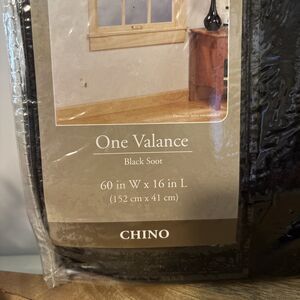 One Valance
Black Soot
60 in W x 16 in L
(152 cm x 41 cm)
CHINO